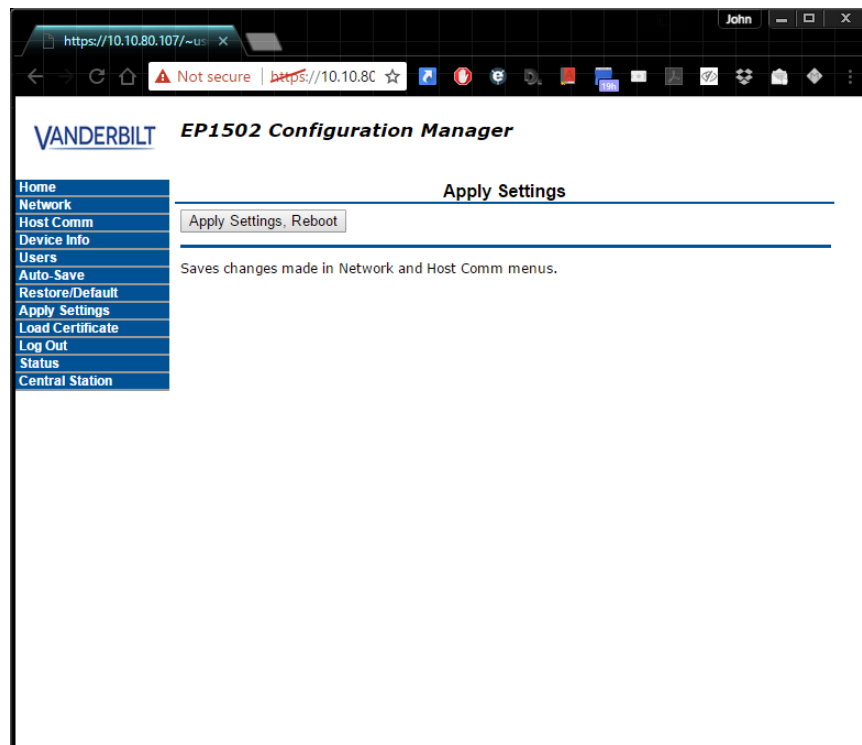 John
https://10.10.80.107/~us
Not secure | https://10.10.80
19h
VANDERBILT
EP1502 Configuration Manager
Home
Network
Host Comm
Device Info
Users
Auto-Save
Restore/Default
Apply Settings
Load Certificate
Log Out
Status
Central Station
Apply Settings
Apply Settings, Reboot
Saves changes made in Network and Host Comm menus.